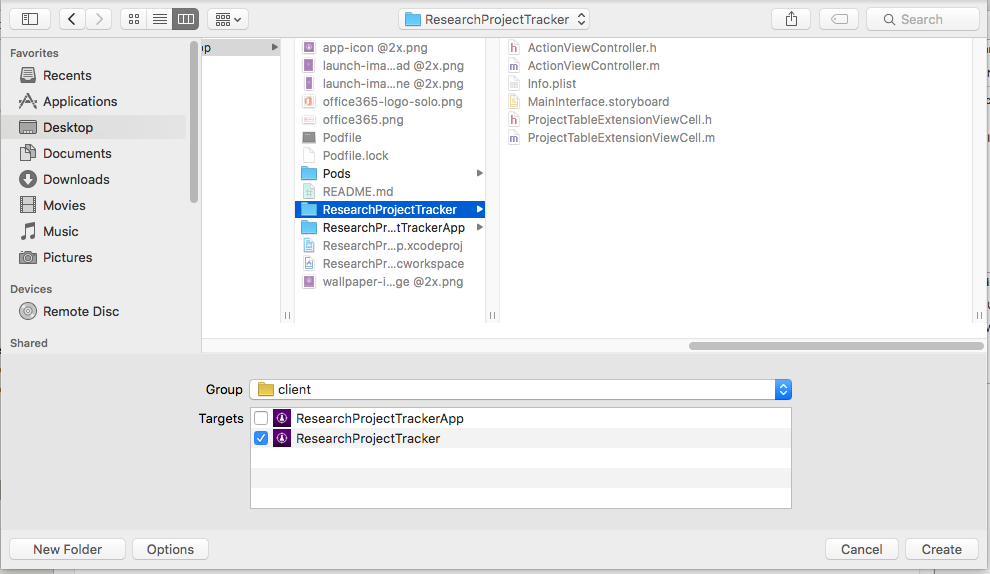 ResearchProjectTracker
Search
Favorites
Recents
Applications
Desktop
Documents
Downloads
Movies
Music
Pictures
Devices
Remote Disc
Shared
app-icon @2x.png
launch-ima...ad @2x.png
launch-ima...ne @2x.png
office365-logo-solo.png
office365.png
Podfile
Podfile.lock
Pods
README.md
ResearchProjectTracker
ResearchPr...tTrackerApp
ResearchPr...p.xcodeproj
ResearchPr...cworkspace
wallpaper-i...ge @2x.png
ActionViewController.h
ActionViewController.m
Info.plist
MainInterface.storyboard
ProjectTableExtensionViewCell.h
ProjectTableExtensionViewCell.m
Group client
Targets ResearchProjectTrackerApp
ResearchProjectTracker
New Folder Options Cancel Create